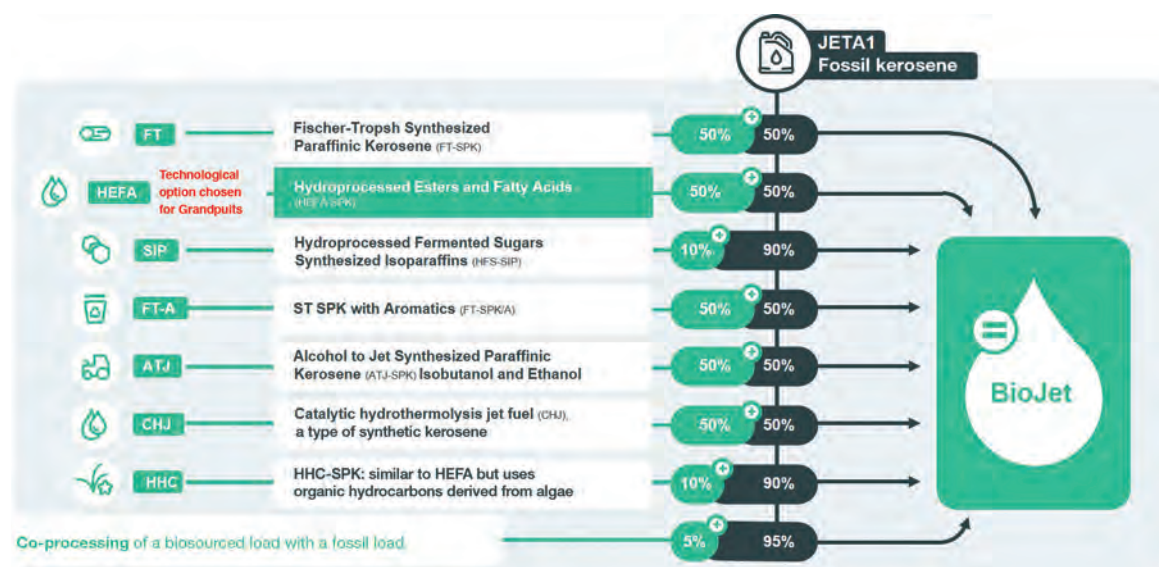 JETA1
Fossil kerosene
FT
Fischer-Tropsh Synthesized
Paraffinic Kerosene (FT-SPK)
50% + 50%
HEFA
Technological
option chosen
for Grandpuits
Hydroprocessed Esters and Fatty Acids
(HEFA-SPK)
50% + 50%
SIP
Hydroprocessed Fermented Sugars
Synthesized Isoparaffins (HFS-SIP)
10% + 90%
FT-A
ST SPK with Aromatics (FT-SPK/A)
50% + 50%
ATJ
Alcohol to Jet Synthesized Paraffinic
Kerosene (ATJ-SPK) Isobutanol and Ethanol
50% + 50%
CHJ
Catalytic hydrothermolysis jet fuel (CHJ),
a type of synthetic kerosene
50% + 50%
HHC
HHC-SPK: similar to HEFA but uses
organic hydrocarbons derived from algae
10% + 90%
Co-processing of a biosourced load with a fossil load.
5% + 95%
=
BioJet